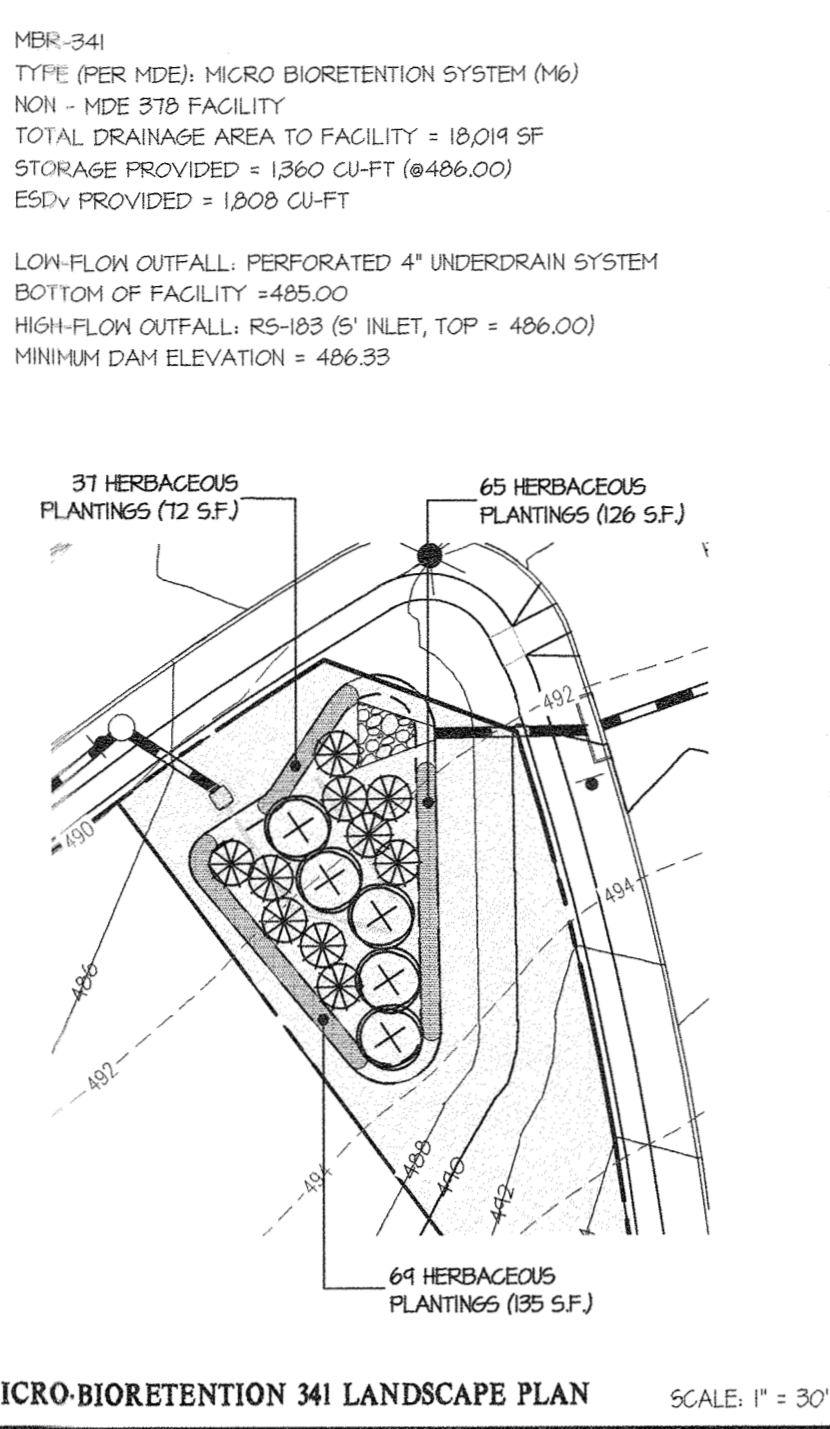 MBR-341
TYPE (PER MDE): MICRO BIORETENTION SYSTEM (M6)
NON - MDE 378 FACILITY
TOTAL DRAINAGE AREA TO FACILITY = 18,019 SF
STORAGE PROVIDED = 1,360 CU-FT (@486.00)
ESDv PROVIDED = 1,808 CU-FT
LOW-FLOW OUTFALL: PERFORATED 4" UNDERDRAIN SYSTEM
BOTTOM OF FACILITY =485.00
HIGH-FLOW OUTFALL: RS-183 (5' INLET, TOP = 486.00)
MINIMUM DAM ELEVATION = 486.33
37 HERBACEOUS
PLANTINGS (72 S.F.)
65 HERBACEOUS
PLANTINGS (126 S.F.)
492
490
494
486
492
494
488
490
492
69 HERBACEOUS
PLANTINGS (135 S.F.)
ICRO-BIORETENTION 341 LANDSCAPE PLAN
SCALE: 1" = 30'